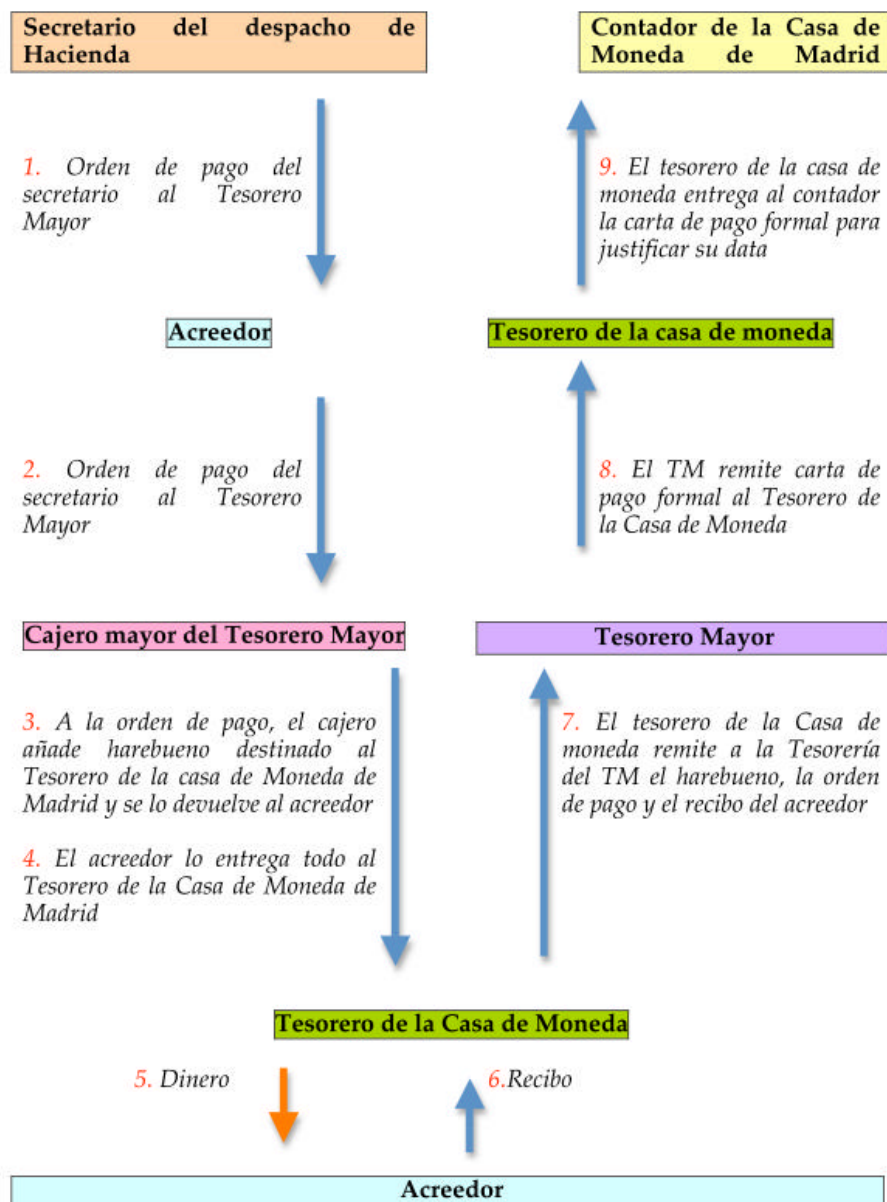 Secretario del despacho de
Hacienda
Contador de la Casa de
Moneda de Madrid
1. Orden de pago del
secretario al Tesorero
Mayor
9. El tesorero de la casa de
moneda entrega al contador
la carta de pago formal para
justificar su data
Acreedor
Tesorero de la casa de moneda
2. Orden de pago del
secretario al Tesorero
Mayor
8. El TM remite carta de
pago formal al Tesorero de
la Casa de Moneda
Cajero mayor del Tesorero Mayor
Tesorero Mayor
3. A la orden de pago, el cajero
añade harebueno destinado al
Tesorero de la casa de Moneda de
Madrid y se lo devuelve al acreedor
4. El acreedor lo entrega todo al
Tesorero de la Casa de Moneda de
Madrid
7. El tesorero de la Casa de
moneda remite a la Tesorería
del TM el harebueno, la orden
de pago y el recibo del acreedor
Tesorero de la Casa de Moneda
5. Dinero
6.Recibo
Acreedor